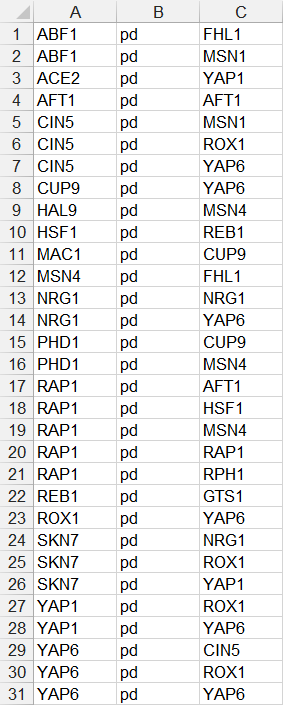 A B C
1 ABF1 pd FHL1
2 ABF1 pd MSN1
3 ACE2 pd YAP1
4 AFT1 pd AFT1
5 CIN5 pd MSN1
6 CIN5 pd ROX1
7 CIN5 pd YAP6
8 CUP9 pd YAP6
9 HAL9 pd MSN4
10 HSF1 pd REB1
11 MAC1 pd CUP9
12 MSN4 pd FHL1
13 NRG1 pd NRG1
14 NRG1 pd YAP6
15 PHD1 pd CUP9
16 PHD1 pd MSN4
17 RAP1 pd AFT1
18 RAP1 pd HSF1
19 RAP1 pd MSN4
20 RAP1 pd RAP1
21 RAP1 pd RPH1
22 REB1 pd GTS1
23 ROX1 pd YAP6
24 SKN7 pd NRG1
25 SKN7 pd ROX1
26 SKN7 pd YAP1
27 YAP1 pd ROX1
28 YAP1 pd YAP6
29 YAP6 pd CIN5
30 YAP6 pd ROX1
31 YAP6 pd YAP6